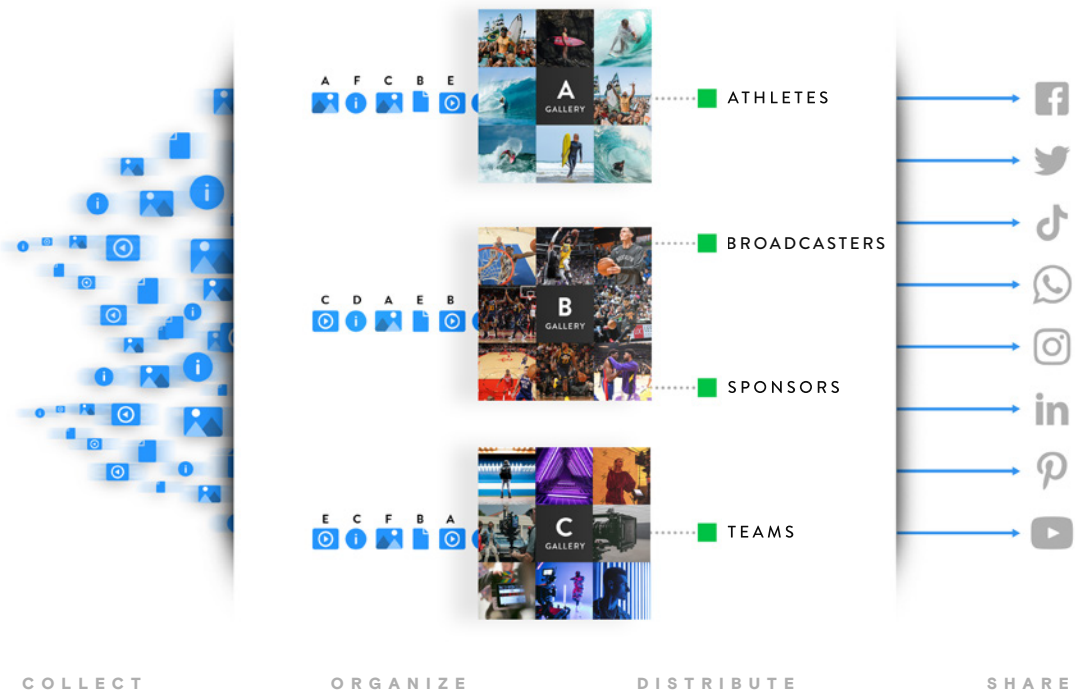 A F C B E
A
GALLERY
ATHLETES
BROADCASTERS
C D A E B
B
GALLERY
SPONSORS
E C F B A
C
GALLERY
TEAMS
COLLECT ORGANIZE DISTRIBUTE SHARE